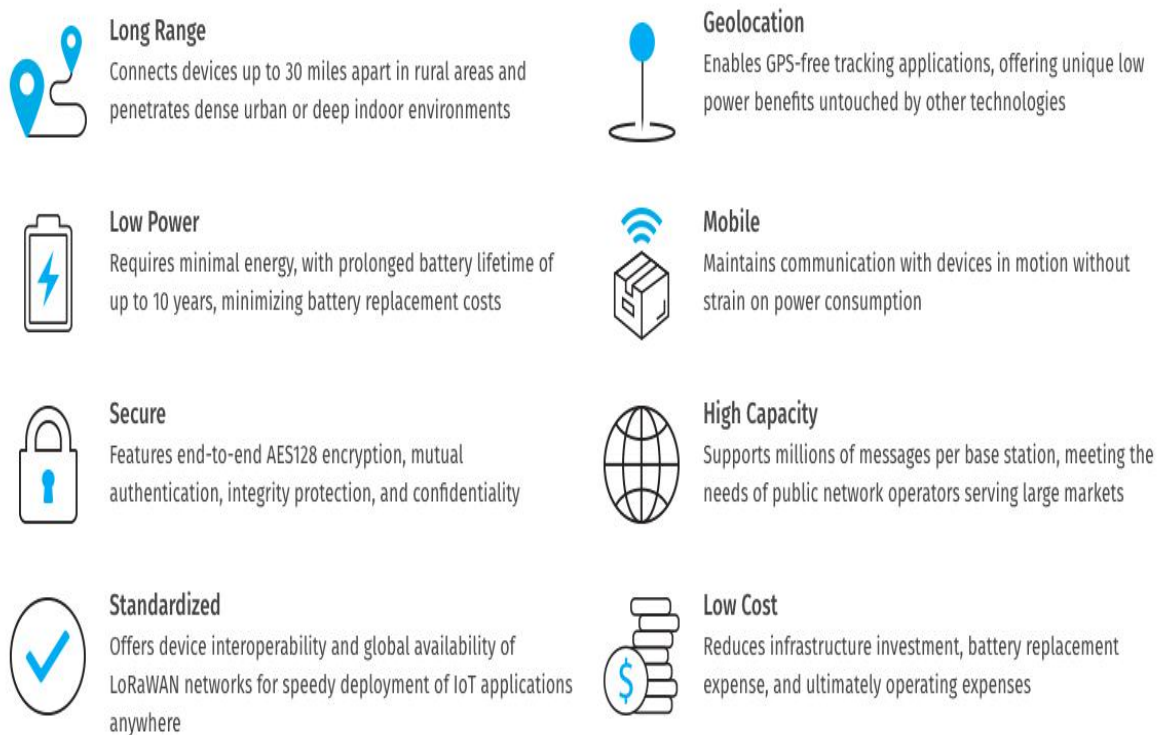 Long Range
Connects devices up to 30 miles apart in rural areas and
penetrates dense urban or deep indoor environments
Geolocation
Enables GPS-free tracking applications, offering unique low
power benefits untouched by other technologies
Low Power
Requires minimal energy, with prolonged battery lifetime of
up to 10 years, minimizing battery replacement costs
Mobile
Maintains communication with devices in motion without
strain on power consumption
Secure
Features end-to-end AES128 encryption, mutual
authentication, integrity protection, and confidentiality
High Capacity
Supports millions of messages per base station, meeting the
needs of public network operators serving large markets
Standardized
Offers device interoperability and global availability of
LoRaWAN networks for speedy deployment of IoT applications
anywhere
$
Low Cost
Reduces infrastructure investment, battery replacement
expense, and ultimately operating expenses